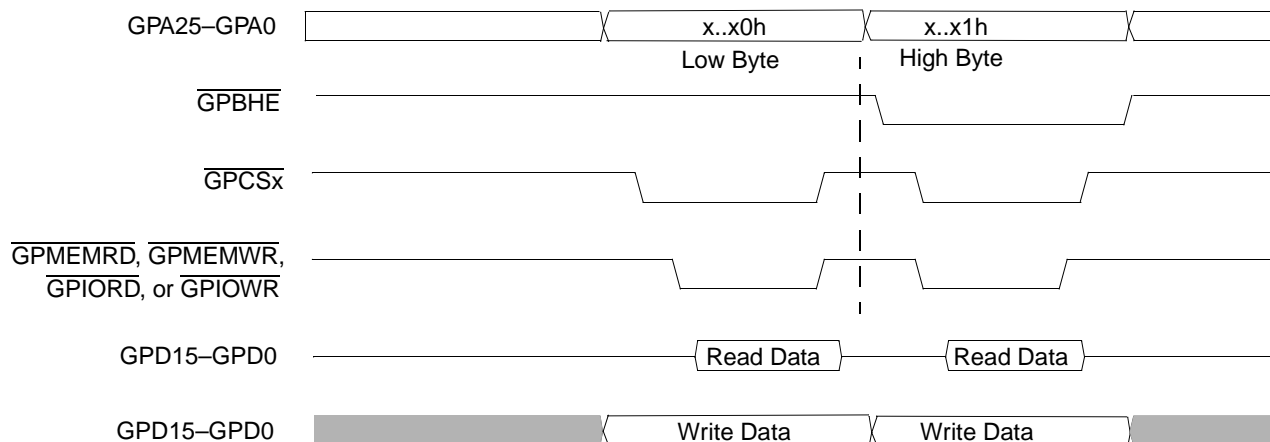 GPA25–GPA0 x..x0h x..x1h
Low Byte High Byte
GPBHE
GPCSx
GPMEMRD, GPMEMWR,
GPIORD, or GPIOWR
GPD15–GPD0 Read Data Read Data
GPD15–GPD0 Write Data Write Data